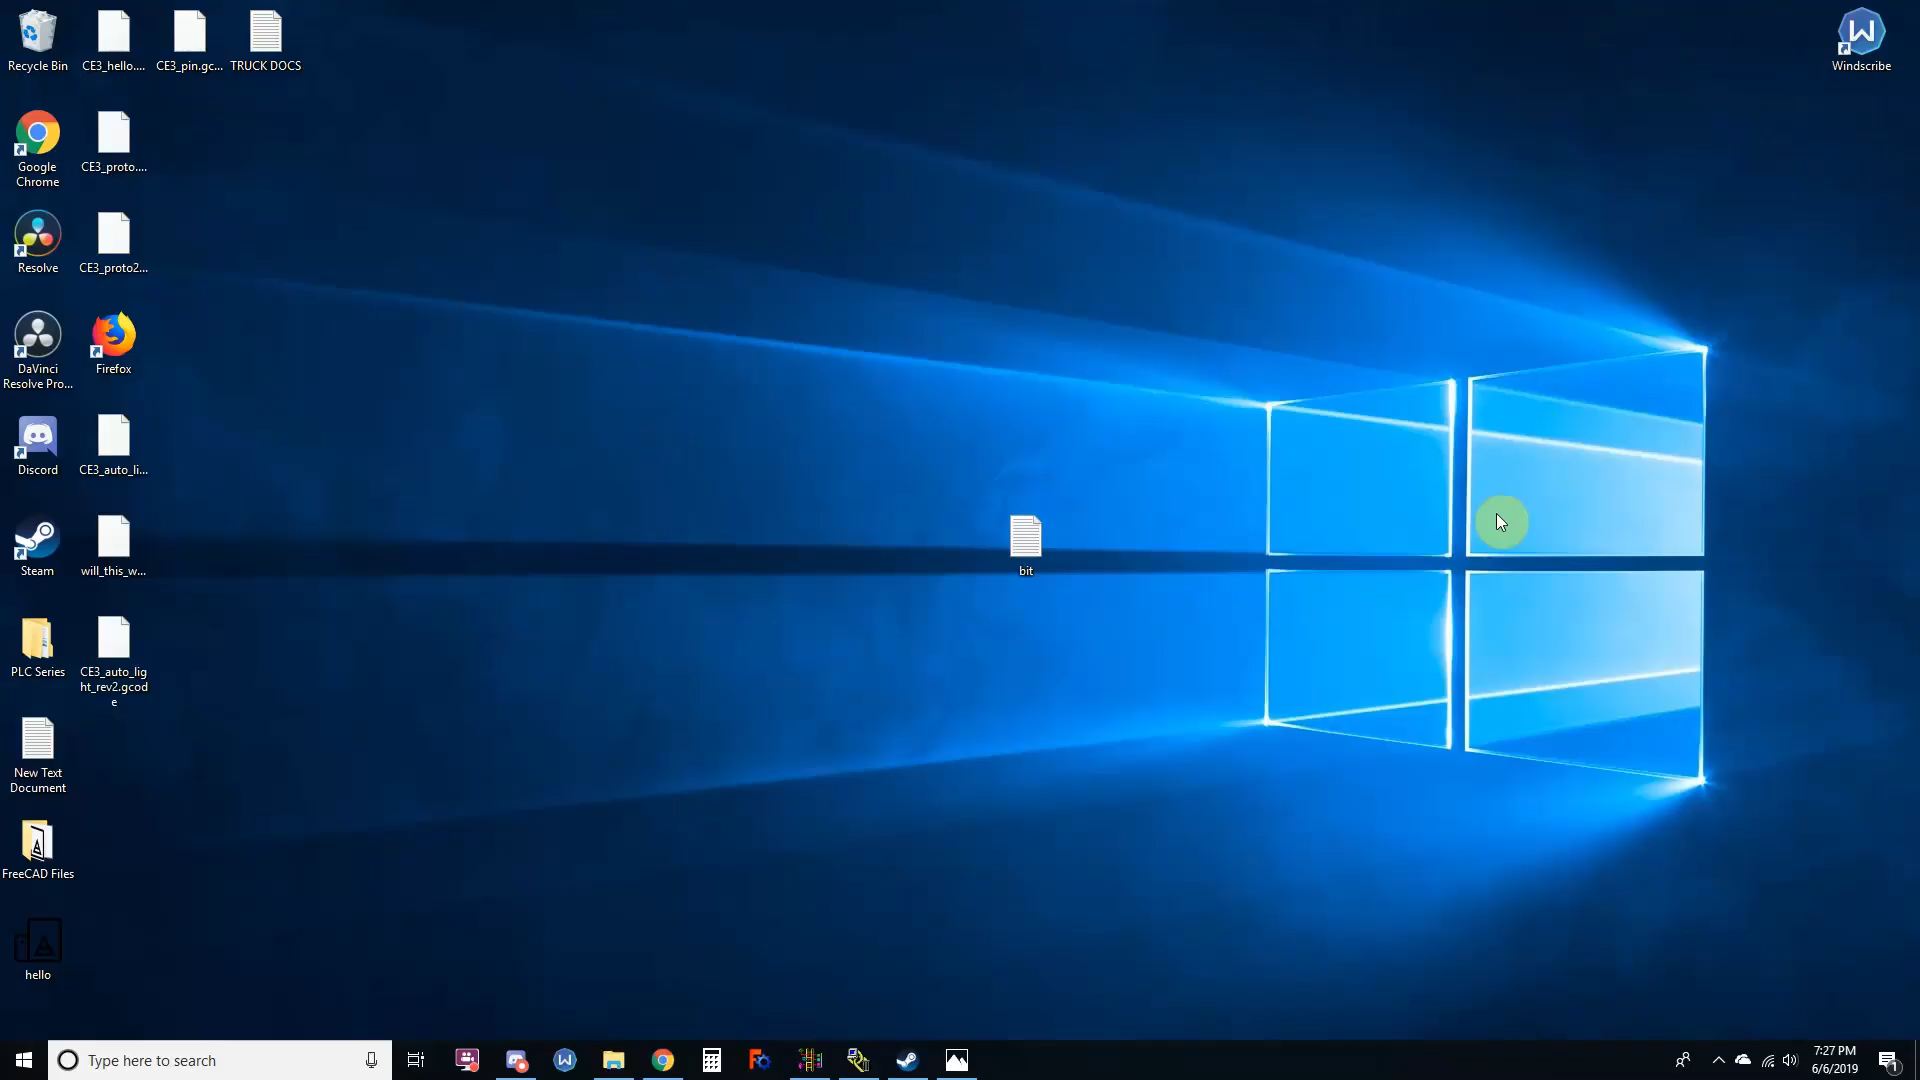 Recycle Bin
CE3_hello....
CE3_pin.gc...
TRUCK DOCS
Windscribe
Google
Chrome
CE3_proto....
Resolve
CE3_proto2...
DaVinci
Resolve Pro...
Firefox
Discord
CE3_auto_li...
Steam
will_this_w...
bit
PLC Series
CE3_auto_lig
ht_rev2.gcod
e
New Text
Document
FreeCAD Files
hello
Type here to search
7:27 PM
6/6/2019
1